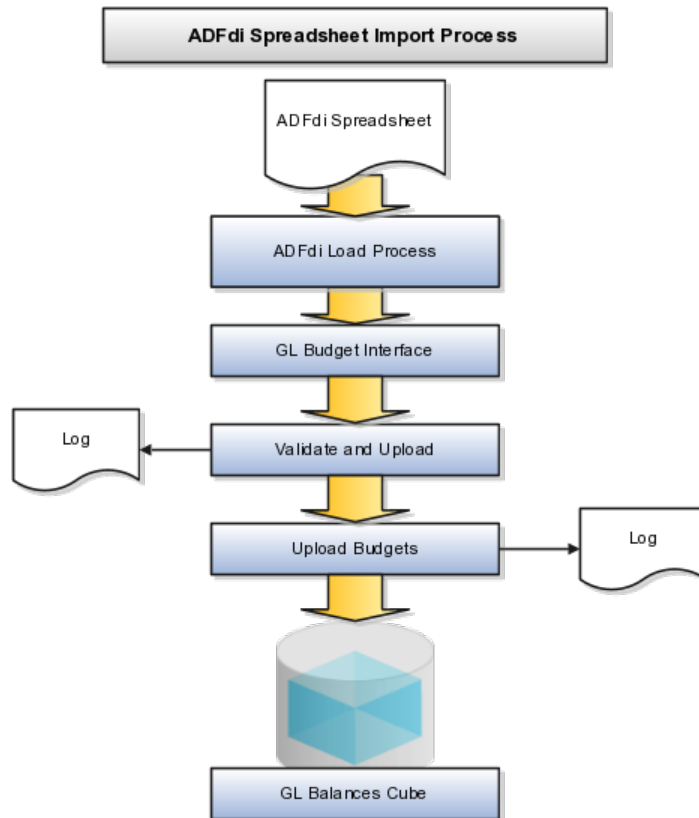 ADFdi Spreadsheet Import Process
ADFdi Spreadsheet
ADFdi Load Process
GL Budget Interface
Log
Validate and Upload
Upload Budgets
Log
GL Balances Cube